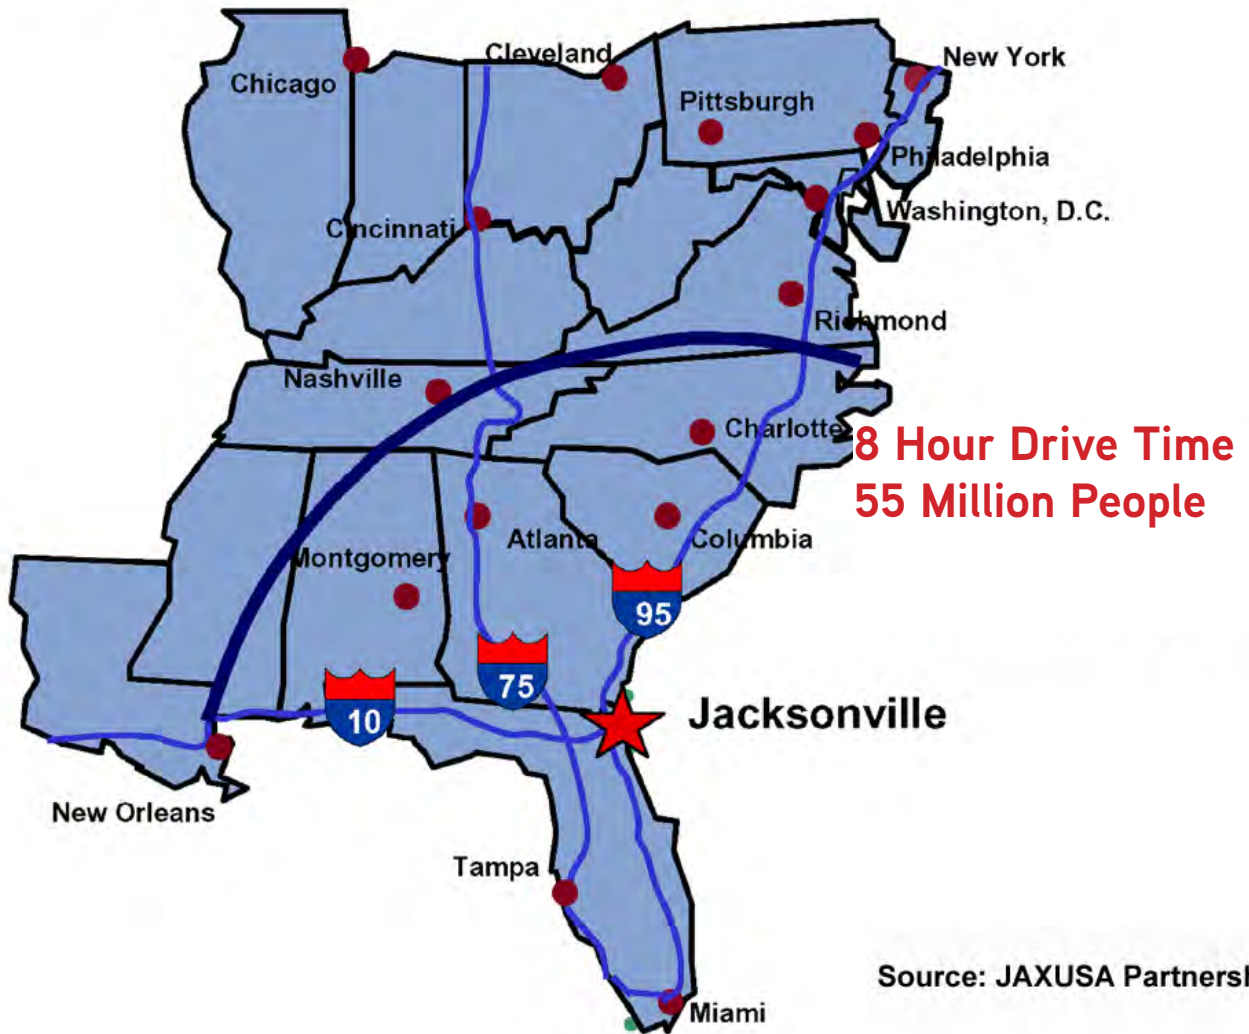 Cleveland
New York
Chicago
Pittsburgh
Philadelphia
Washington, D.C.
Cincinnati
Richmond
Nashville
Charlotte
8 Hour Drive Time
55 Million People
Montgomery
Atlanta
Columbia
95
75
10
Jacksonville
New Orleans
Tampa
Source: JAXUSA
Miami